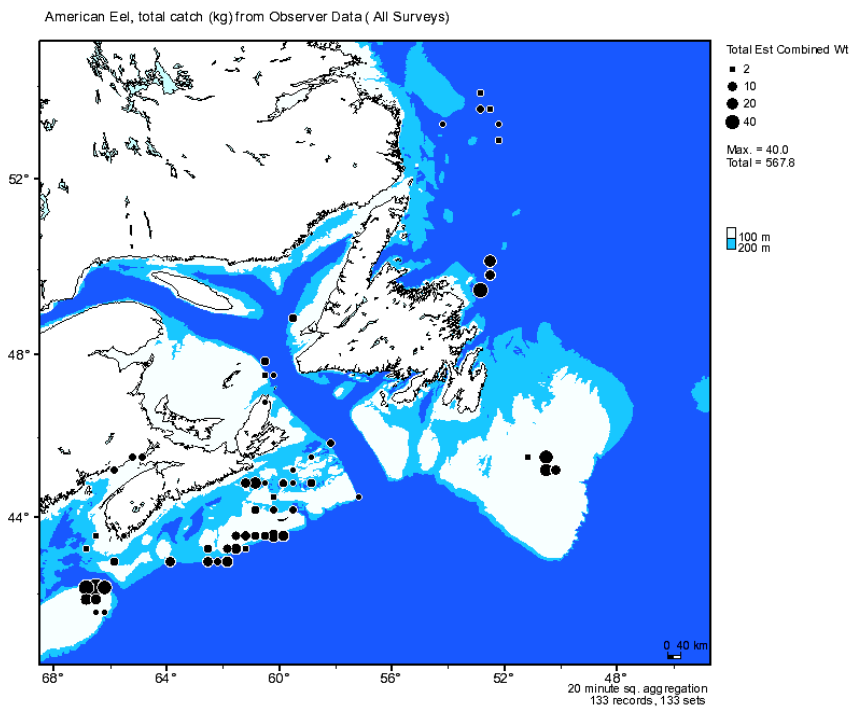 American Eel, total catch (kg) from Observer Data ( All Surveys)
Total Est Combined Wt
2
10
20
40
Max. = 40.0
Total = 567.8
100 m
200 m
52°
48°
44°
0 40 km
68° 64° 60° 56° 52° 48°
20 minute sq. aggregation
133 records, 133 sets